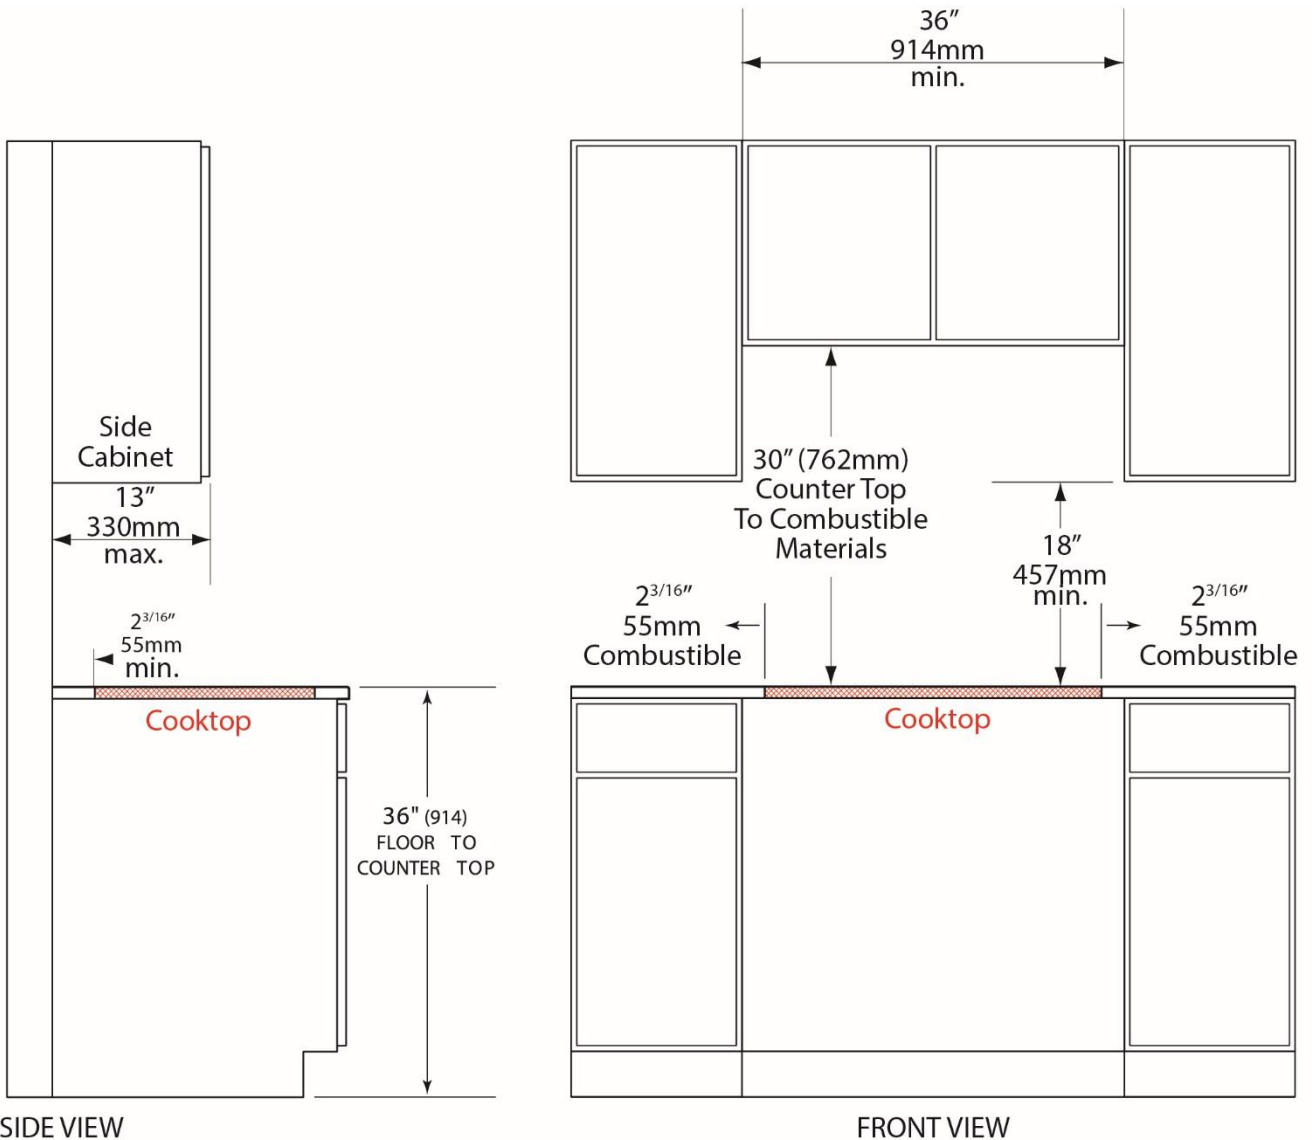 36″
914mm
min.
Side
Cabinet
13″
330mm
max.
2 3/16″
55mm
min.
Cooktop
36" (914)
FLOOR TO
COUNTER TOP
SIDE VIEW
30″ (762mm)
Counter Top
To Combustible
Materials
18″
457mm
min.
2 3/16″
55mm
Combustible
2 3/16″
55mm
Combustible
Cooktop
FRONT VIEW